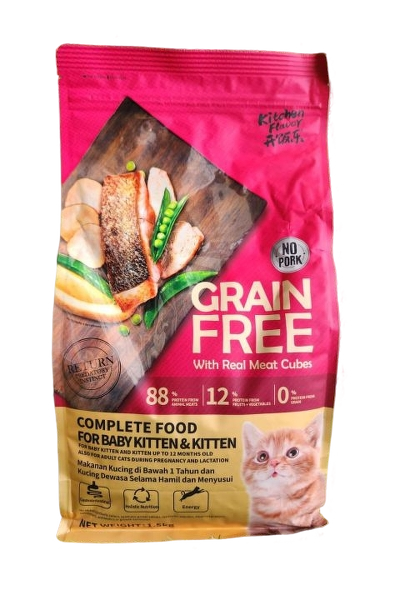 Kitchen
Flavor
NO
PORK
GRAIN
FREE
With Real Meat Cubes
RETURN
88 % PROTEIN FROM ANIMAL MEATS
12 % PROTEIN FROM FRUITS + VEGETABLES
0 % PROTEIN FROM GRAIN
COMPLETE FOOD
FOR BABY KITTEN & KITTEN
FOR BABY KITTEN AND KITTEN UP TO 12 MONTHS OLD
ALSO FOR ADULT CATS DURING PREGNANCY AND LACTATION
Makanan Kucing di Bawah 1 Tahun dan
Kucing Dewasa Selama Hamil dan Menyusui
Holistic Nutrition
Energy
NET WEIGHT: 1.5kg